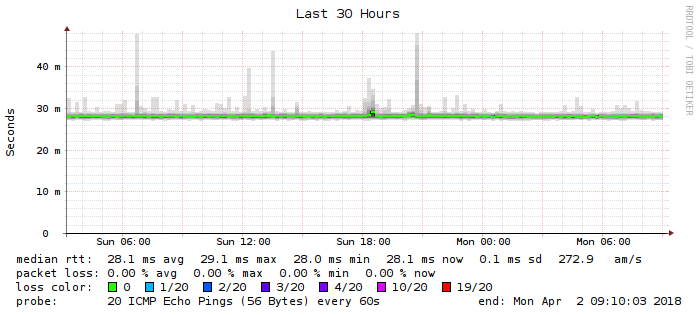 Last 30 Hours
RRDTOOL / TOBI OETIKER
Seconds
40 m
30 m
20 m
10 m
0
Sun 06:00 Sun 12:00 Sun 18:00 Mon 00:00 Mon 06:00
median rtt: 28.1 ms avg 29.1 ms max 28.0 ms min 28.1 ms now 0.1 ms sd 272.9 am/s
packet loss: 0.00 % avg 0.00 % max 0.00 % min 0.00 % now
loss color: 0 1/20 2/20 3/20 4/20 10/20 19/20
probe: 20 ICMP Echo Pings (56 Bytes) every 60s end: Mon Apr 2 09:10:03 2018